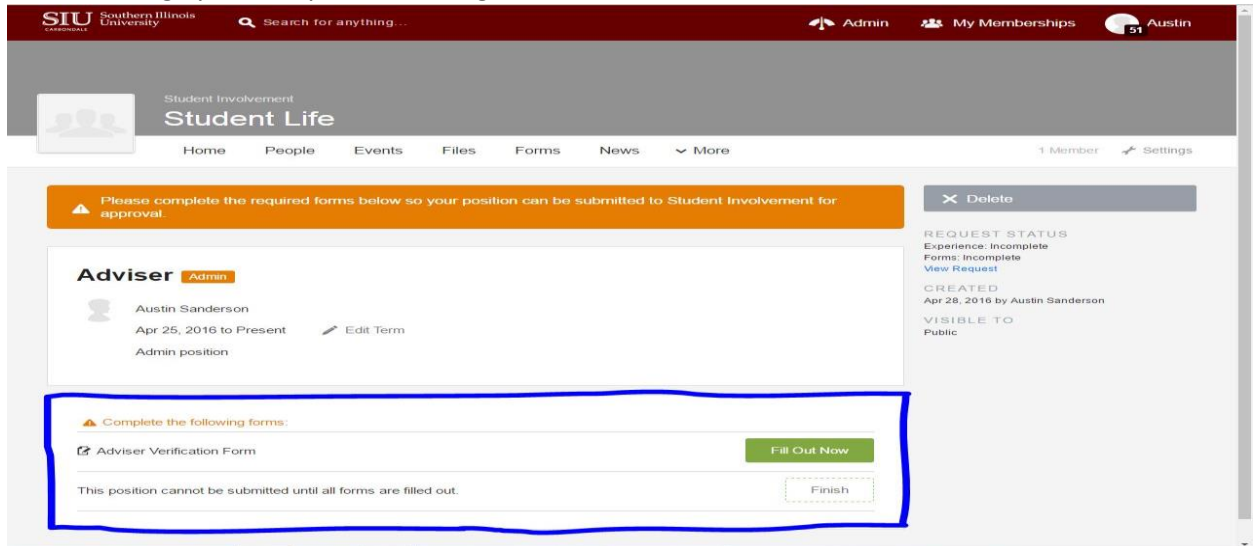 SIU Southern Illinois University CARBONDALE
Search for anything...
Admin
My Memberships
51
Austin
Student Involvement
Student Life
Home People Events Files Forms News More
1 Member Settings
Please complete the required forms below so your position can be submitted to Student Involvement for
approval.
Adviser Admin
Austin Sanderson
Apr 25, 2016 to Present Edit Term
Admin position
Complete the following forms:
Adviser Verification Form
Fill Out Now
This position cannot be submitted until all forms are filled out.
Finish
Delete
REQUEST STATUS
Experience: Incomplete
Forms: Incomplete
View Request
CREATED
Apr 28, 2016 by Austin Sanderson
VISIBLE TO
Public